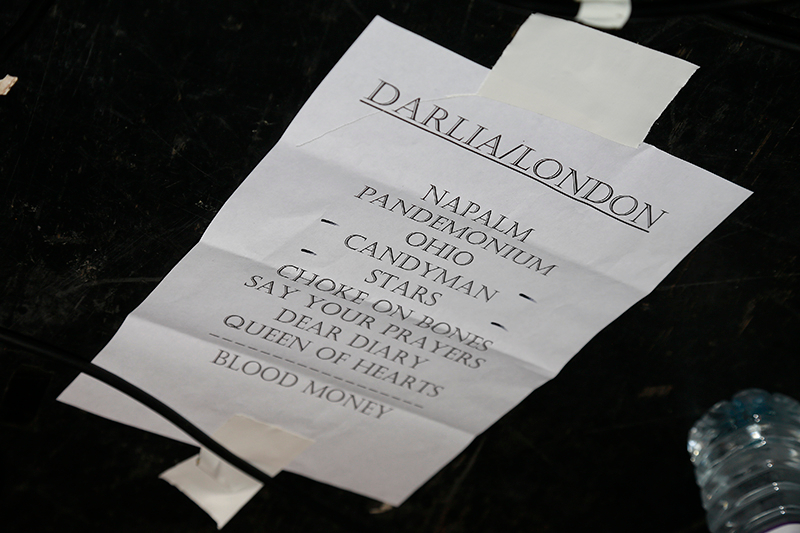 DARLIA/LONDON
NAPALM
PANDEMONIUM
OHIO
- CANDYMAN -
- STARS -
CHOKE ON BONES
SAY YOUR PRAYERS
DEAR DIARY
QUEEN OF HEARTS
--------------------
BLOOD MONEY